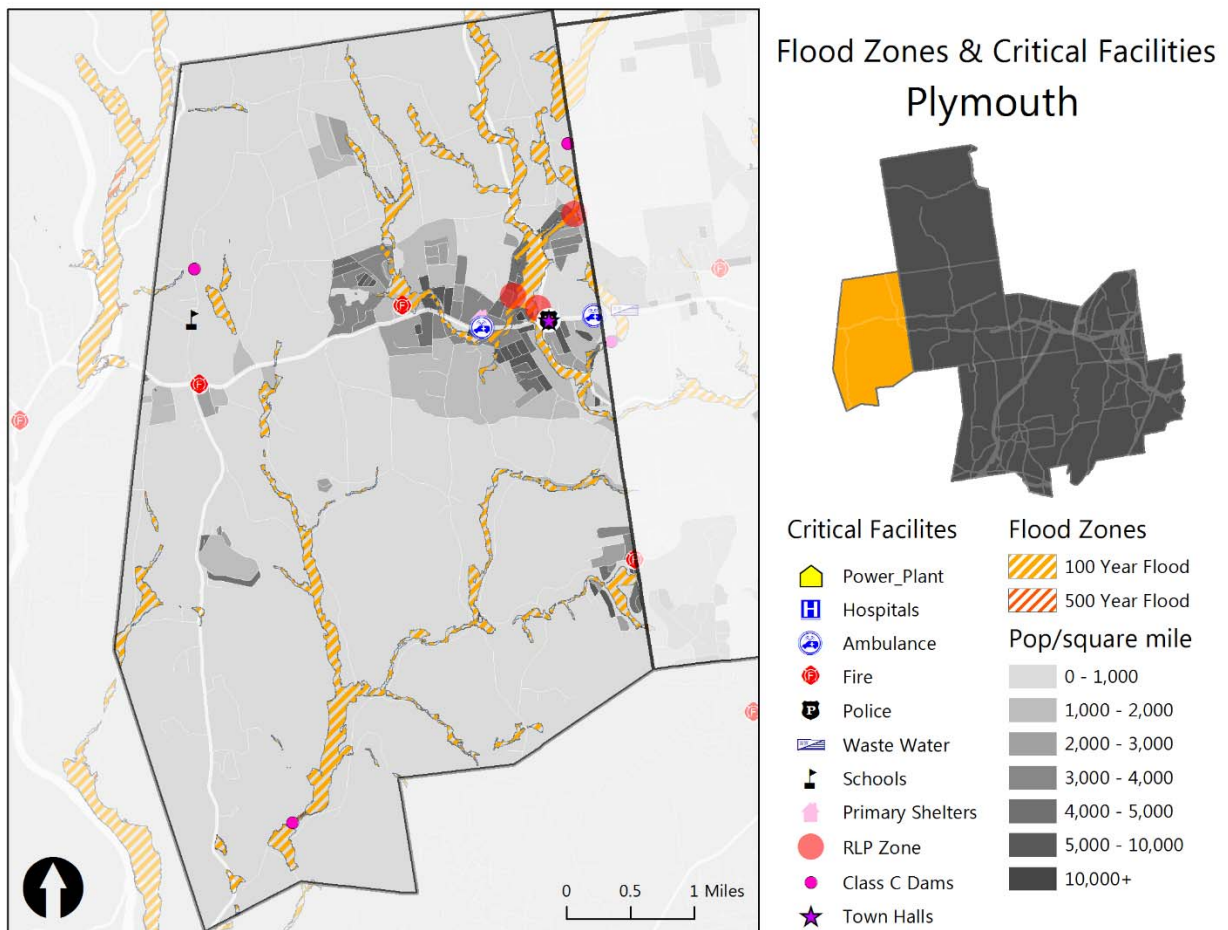 Flood Zones & Critical Facilities
Plymouth
Critical Facilites
Power_Plant
Hospitals
Ambulance
Fire
Police
Waste Water
Schools
Primary Shelters
RLP Zone
Class C Dams
Town Halls
Flood Zones
100 Year Flood
500 Year Flood
Pop/square mile
0 - 1,000
1,000 - 2,000
2,000 - 3,000
3,000 - 4,000
4,000 - 5,000
5,000 - 10,000
10,000+
0 0.5 1 Miles